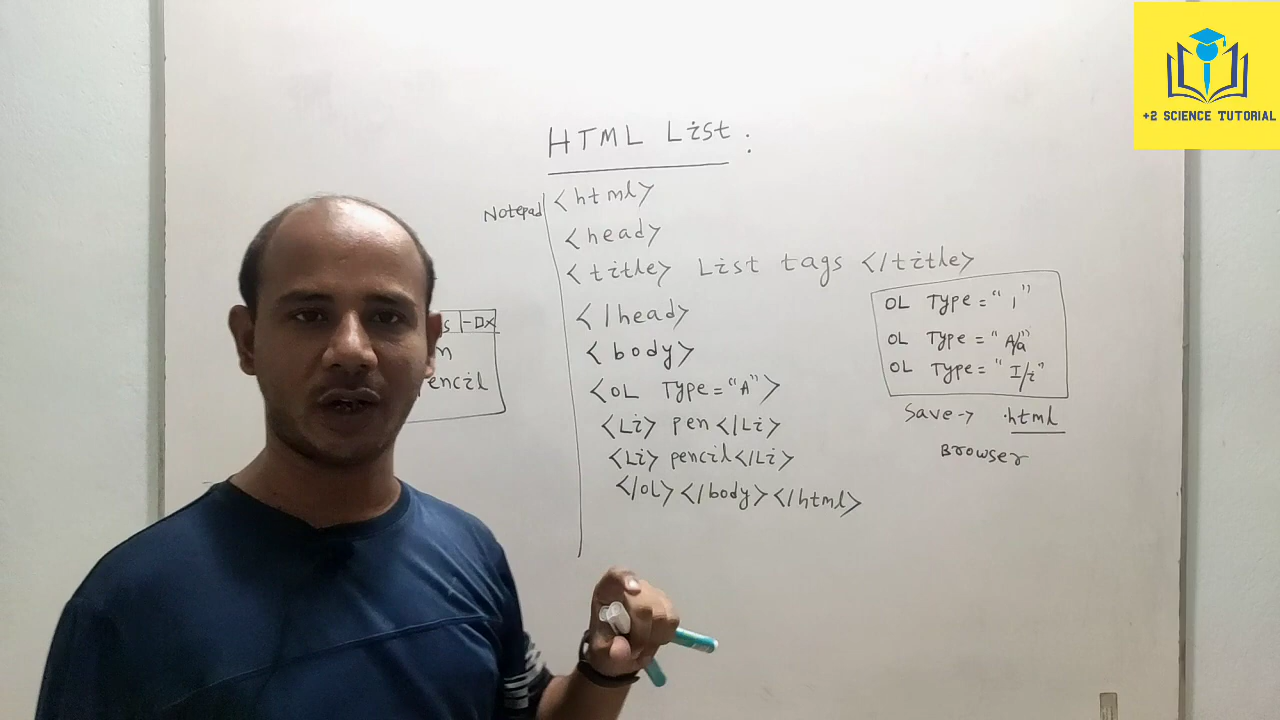 +2 SCIENCE TUTORIAL
HTML List :
Notepad
<html>
<head>
<title> List tags </title>
</head>
<body>
<OL Type="A">
<Li> pen </Li>
<Li> pencil </Li>
</OL></body></html>
OL Type="1"
OL Type="A/a"
OL Type="I/i"
Save→ .html
Browser
s -□x
n
encil